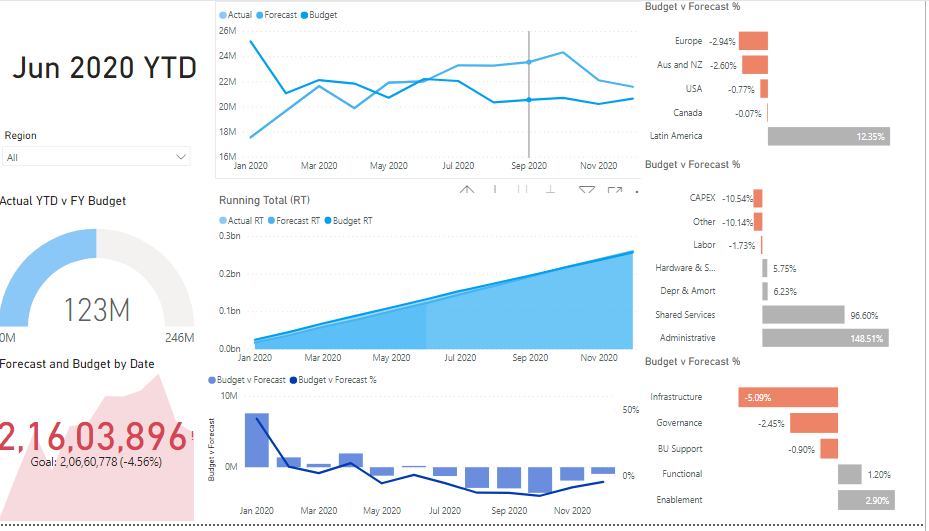 Jun 2020 YTD
Region
All
Actual YTD v FY Budget
123M
0M
246M
Forecast and Budget by Date
2,16,03,896!
Goal: 2,06,60,778 (-4.56%)
Actual Forecast Budget
26M
24M
22M
20M
18M
16M
Jan 2020 Mar 2020 May 2020 Jul 2020 Sep 2020 Nov 2020
Running Total (RT)
Actual RT Forecast RT Budget RT
0.3bn
0.2bn
0.1bn
0.0bn
Jan 2020 Mar 2020 May 2020 Jul 2020 Sep 2020 Nov 2020
Budget v Forecast Budget v Forecast %
Budget v Forecast
10M
0M
50%
0%
Jan 2020 Mar 2020 May 2020 Jul 2020 Sep 2020 Nov 2020
Budget v Forecast %
Europe -2.94%
Aus and NZ -2.60%
USA -0.77%
Canada -0.07%
Latin America 12.35%
Budget v Forecast %
CAPEX -10.54%
Other -10.14%
Labor -1.73%
Hardware & S... 5.75%
Depr & Amort 6.23%
Shared Services 96.60%
Administrative 148.51%
Budget v Forecast %
Infrastructure -5.09%
Governance -2.45%
BU Support -0.90%
Functional 1.20%
Enablement 2.90%